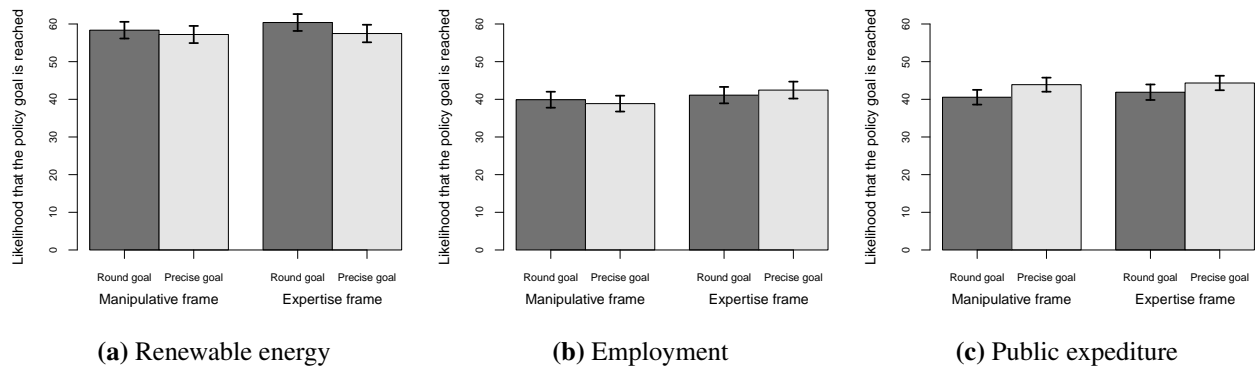 Likelihood that the policy goal is reached
60
50
40
30
20
10
0
Round goal Precise goal Round goal Precise goal
Manipulative frame Expertise frame
(a) Renewable energy
Likelihood that the policy goal is reached
60
50
40
30
20
10
0
Round goal Precise goal Round goal Precise goal
Manipulative frame Expertise frame
(b) Employment
Likelihood that the policy goal is reached
60
50
40
30
20
10
0
Round goal Precise goal Round goal Precise goal
Manipulative frame Expertise frame
(c) Public expediture